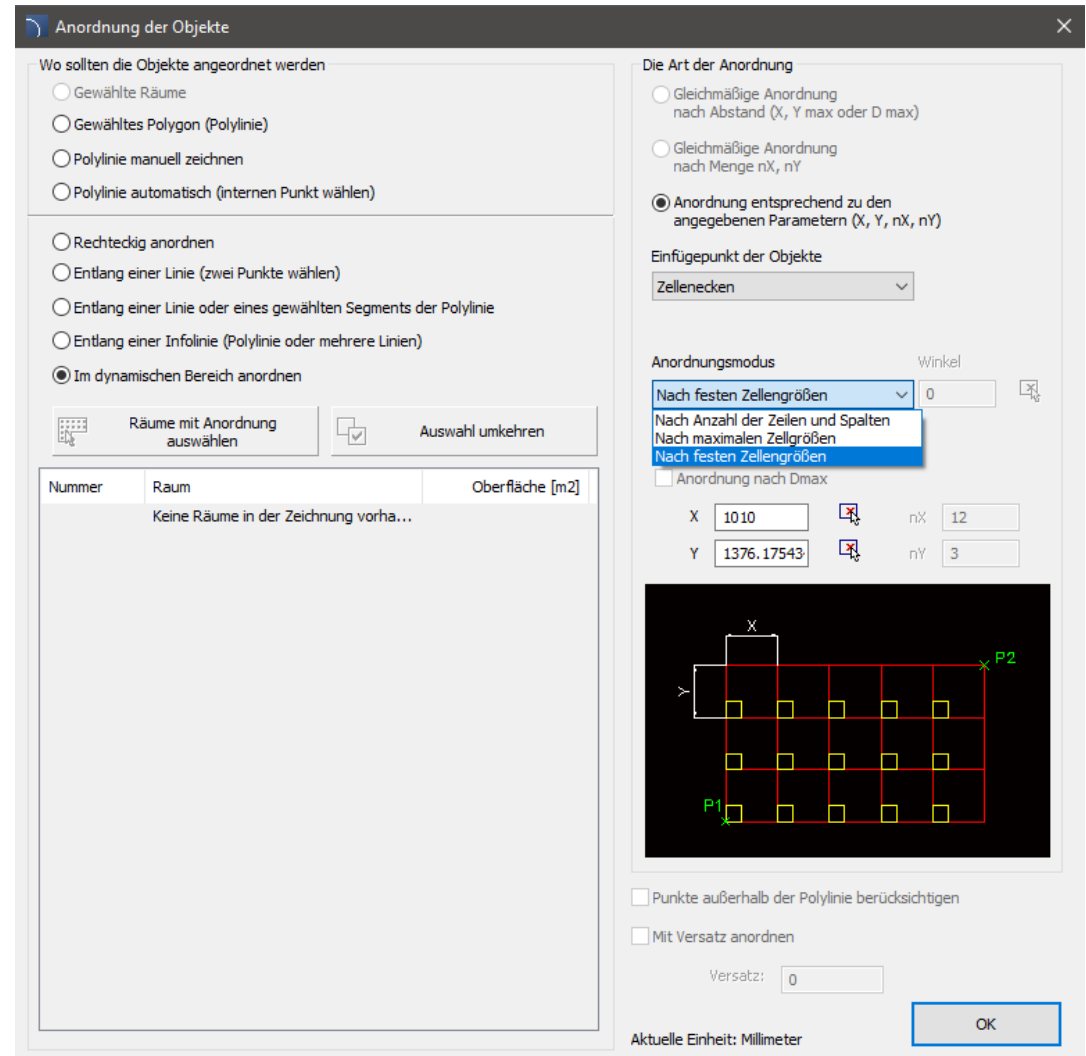 Anordnung der Objekte
Wo sollten die Objekte angeordnet werden
Gewählte Räume
Gewähltes Polygon (Polylinie)
Polylinie manuell zeichnen
Polylinie automatisch (internen Punkt wählen)
Rechteckig anordnen
Entlang einer Linie (zwei Punkte wählen)
Entlang einer Linie oder eines gewählten Segments der Polylinie
Entlang einer Infolinie (Polylinie oder mehrere Linien)
Im dynamischen Bereich anordnen
Räume mit Anordnung
auswählen
Auswahl umkehren
Nummer Raum Oberfläche [m2]
Keine Räume in der Zeichnung vorha...
Die Art der Anordnung
Gleichmäßige Anordnung
nach Abstand (X, Y max oder D max)
Gleichmäßige Anordnung
nach Menge nX, nY
Anordnung entsprechend zu den
angegebenen Parametern (X, Y, nX, nY)
Einfügepunkt der Objekte
Zellenecken
Anordnungsmodus Winkel
Nach festen Zellengrößen 0
Nach Anzahl der Zeilen und Spalten
Nach maximalen Zellgrößen
Nach festen Zellengrößen
Anordnung nach Dmax
X 1010 nX 12
Y 1376.17543 nY 3
X
P2
Y
P1
Punkte außerhalb der Polylinie berücksichtigen
Mit Versatz anordnen
Versatz: 0
OK
Aktuelle Einheit: Millimeter